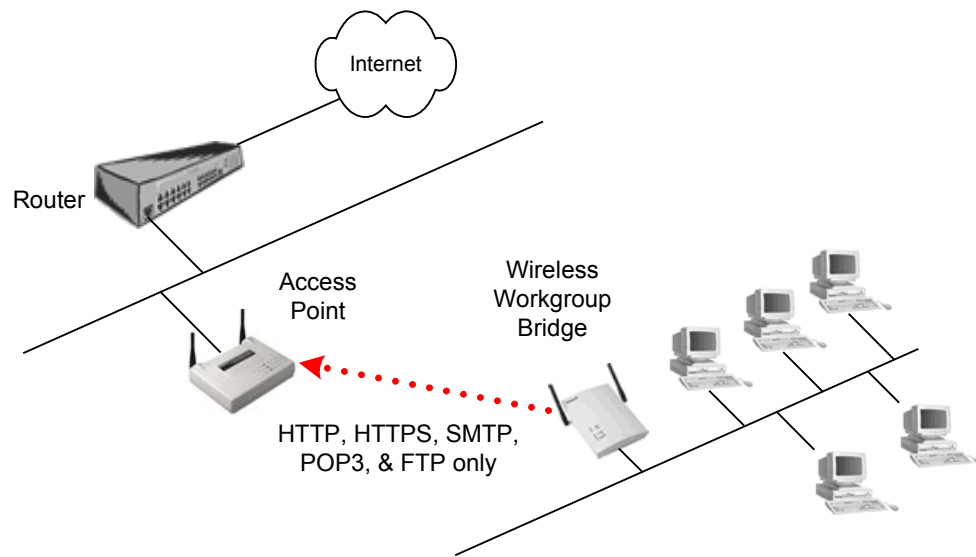 Internet
Router
Access
Point
Wireless
Workgroup
Bridge
HTTP, HTTPS, SMTP,
POP3, & FTP only